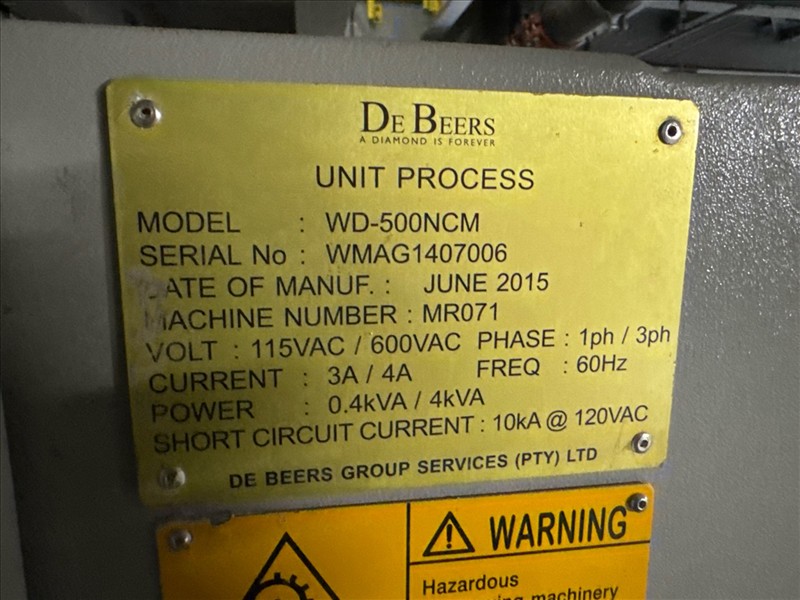 DE BEERS
A DIAMOND IS FOREVER
UNIT PROCESS
MODEL : WD-500NCM
SERIAL No : WMAG1407006
DATE OF MANUF. : JUNE 2015
MACHINE NUMBER : MR071
VOLT : 115VAC / 600VAC PHASE : 1ph / 3ph
CURRENT : 3A / 4A FREQ : 60Hz
POWER : 0.4kVA / 4kVA
SHORT CIRCUIT CURRENT : 10kA @ 120VAC
DE BEERS GROUP SERVICES (PTY) LTD
WARNING
Hazardous
machinery